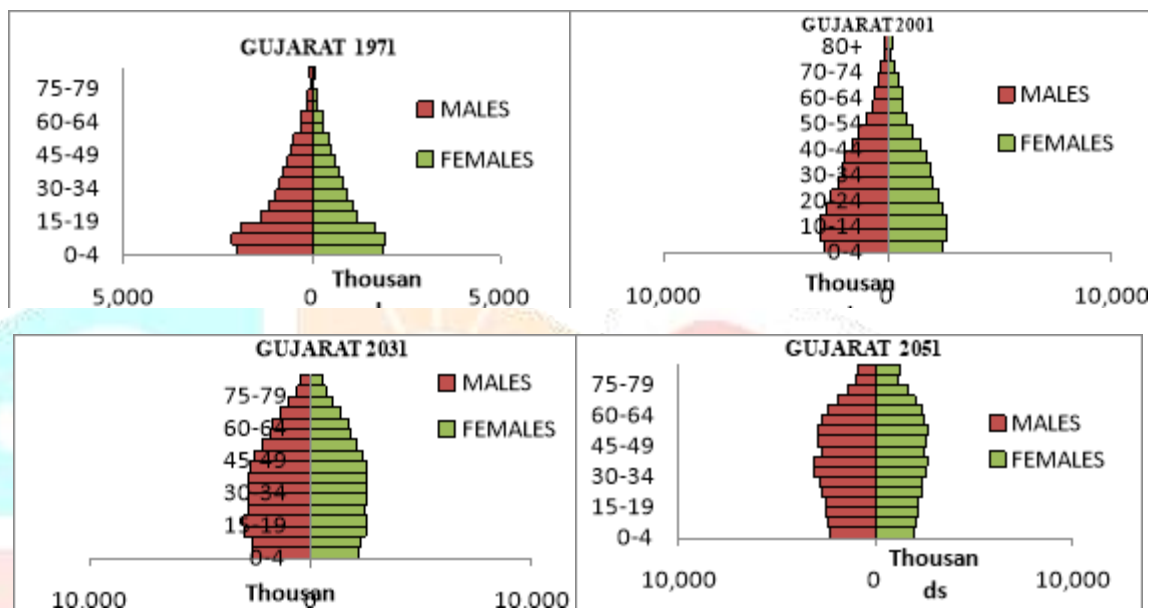 GUJARAT 1971
75-79
60-64
45-49
30-34
15-19
0-4
MALES
FEMALES
Thousan
5,000
0
5,000
GUJARAT 2001
80+
70-74
60-64
50-54
40-44
30-34
20-24
10-14
0-4
MALES
FEMALES
Thousan
10,000
0
10,000
GUJARAT 2031
75-79
60-64
45-49
30-34
15-19
0-4
MALES
FEMALES
Thousan
10,000
0
10,000
GUJARAT 2051
75-79
60-64
45-49
30-34
15-19
0-4
MALES
FEMALES
Thousan
ds
10,000
0
10,000